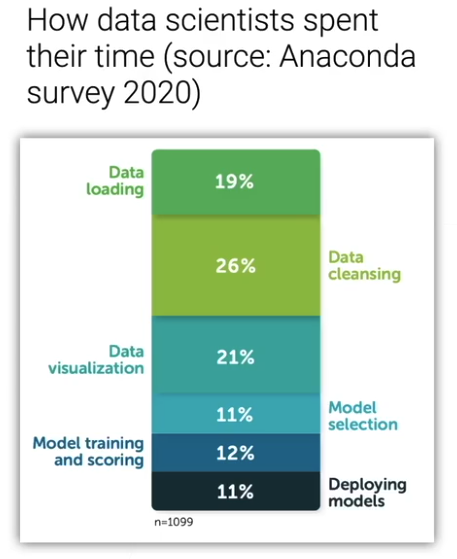 How data scientists spent
their time (source: Anaconda
survey 2020)
Data
loading
19%
26%
Data
cleansing
Data
visualization
21%
11%
Model
selection
Model training
and scoring
12%
11%
Deploying
models
n=1099